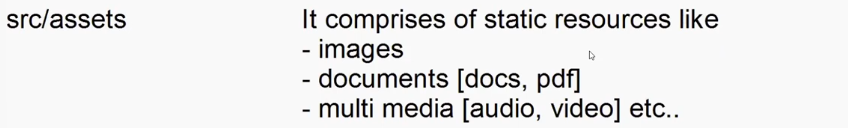 src/assets It comprises of static resources like
- images
- documents [docs, pdf]
- multi media [audio, video] etc..